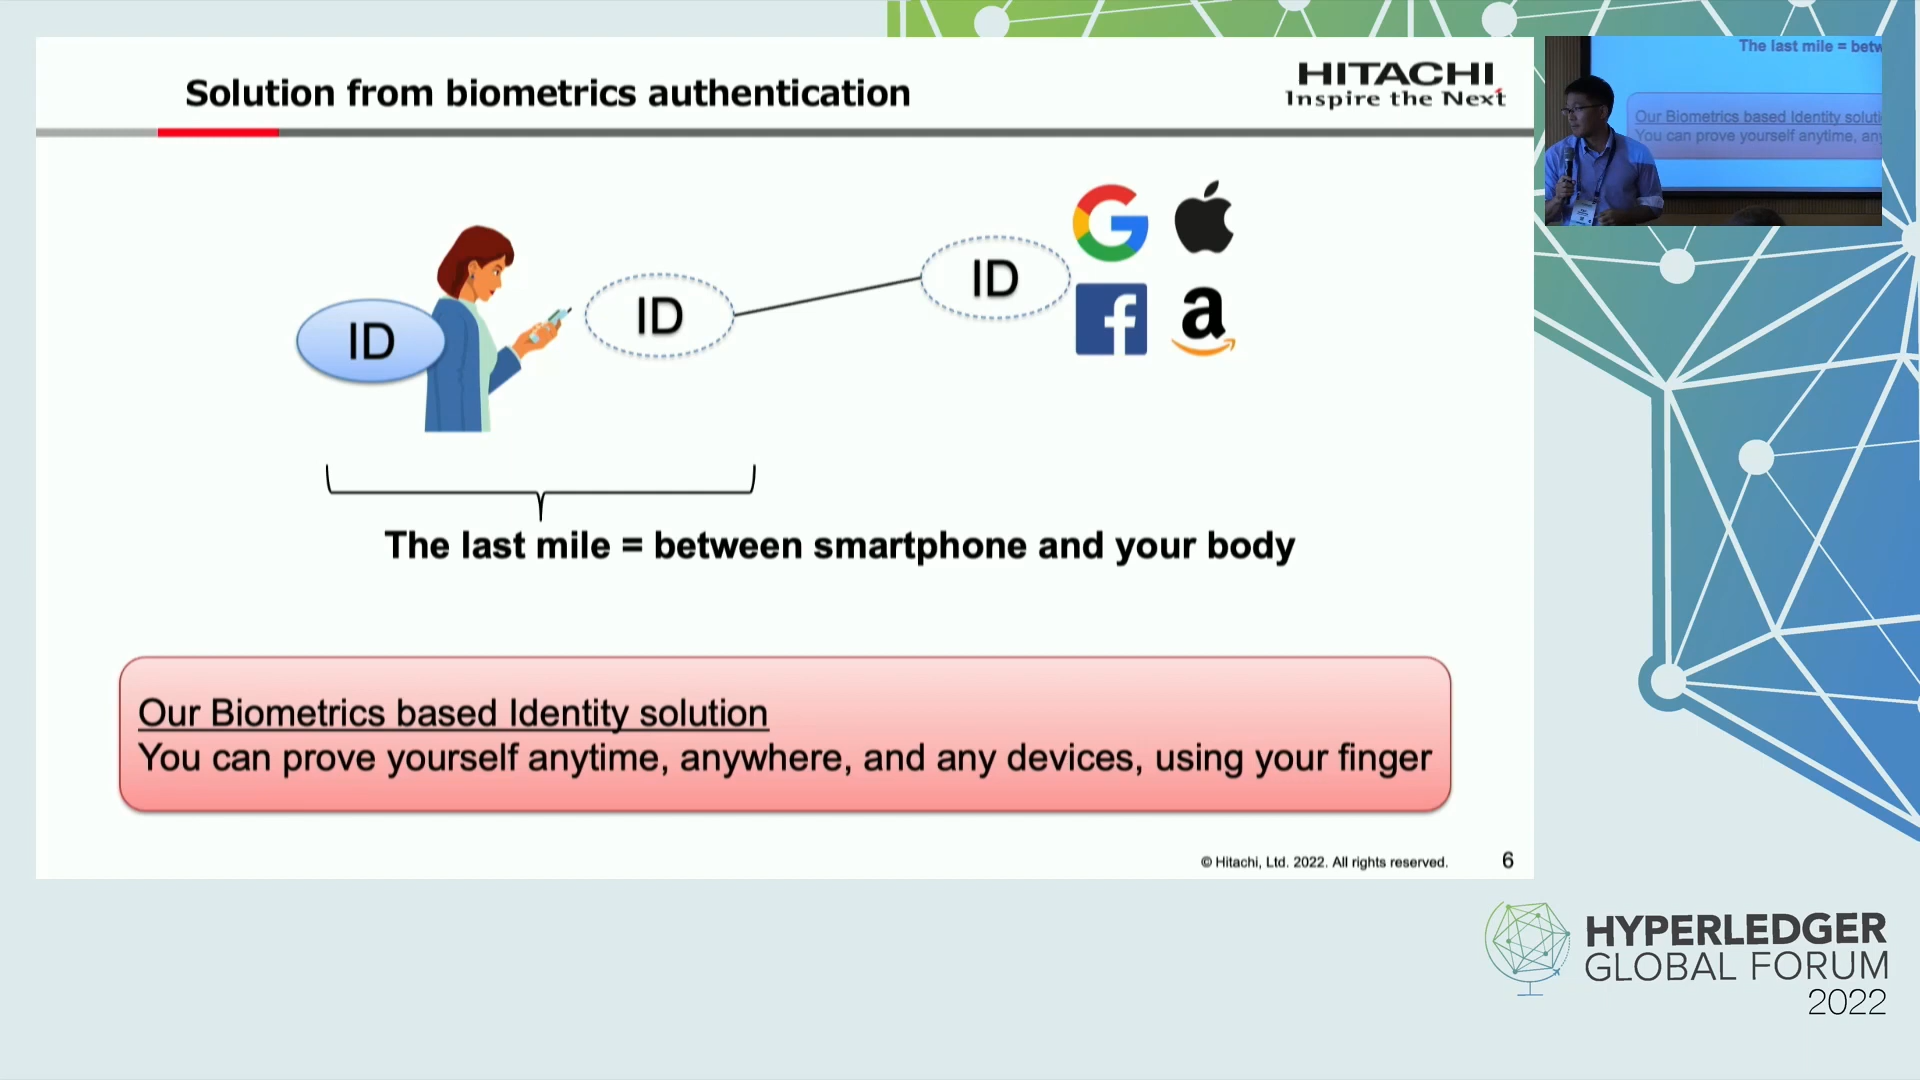 Solution from biometrics authentication
HITACHI
Inspire the Next
The last mile = betw
Our Biometrics based Identity soluti
You can prove yourself anytime, any
ID
ID
ID
The last mile = between smartphone and your body
Our Biometrics based Identity solution
You can prove yourself anytime, anywhere, and any devices, using your finger
© Hitachi, Ltd. 2022. All rights reserved.
6
HYPERLEDGER
GLOBAL FORUM
2022